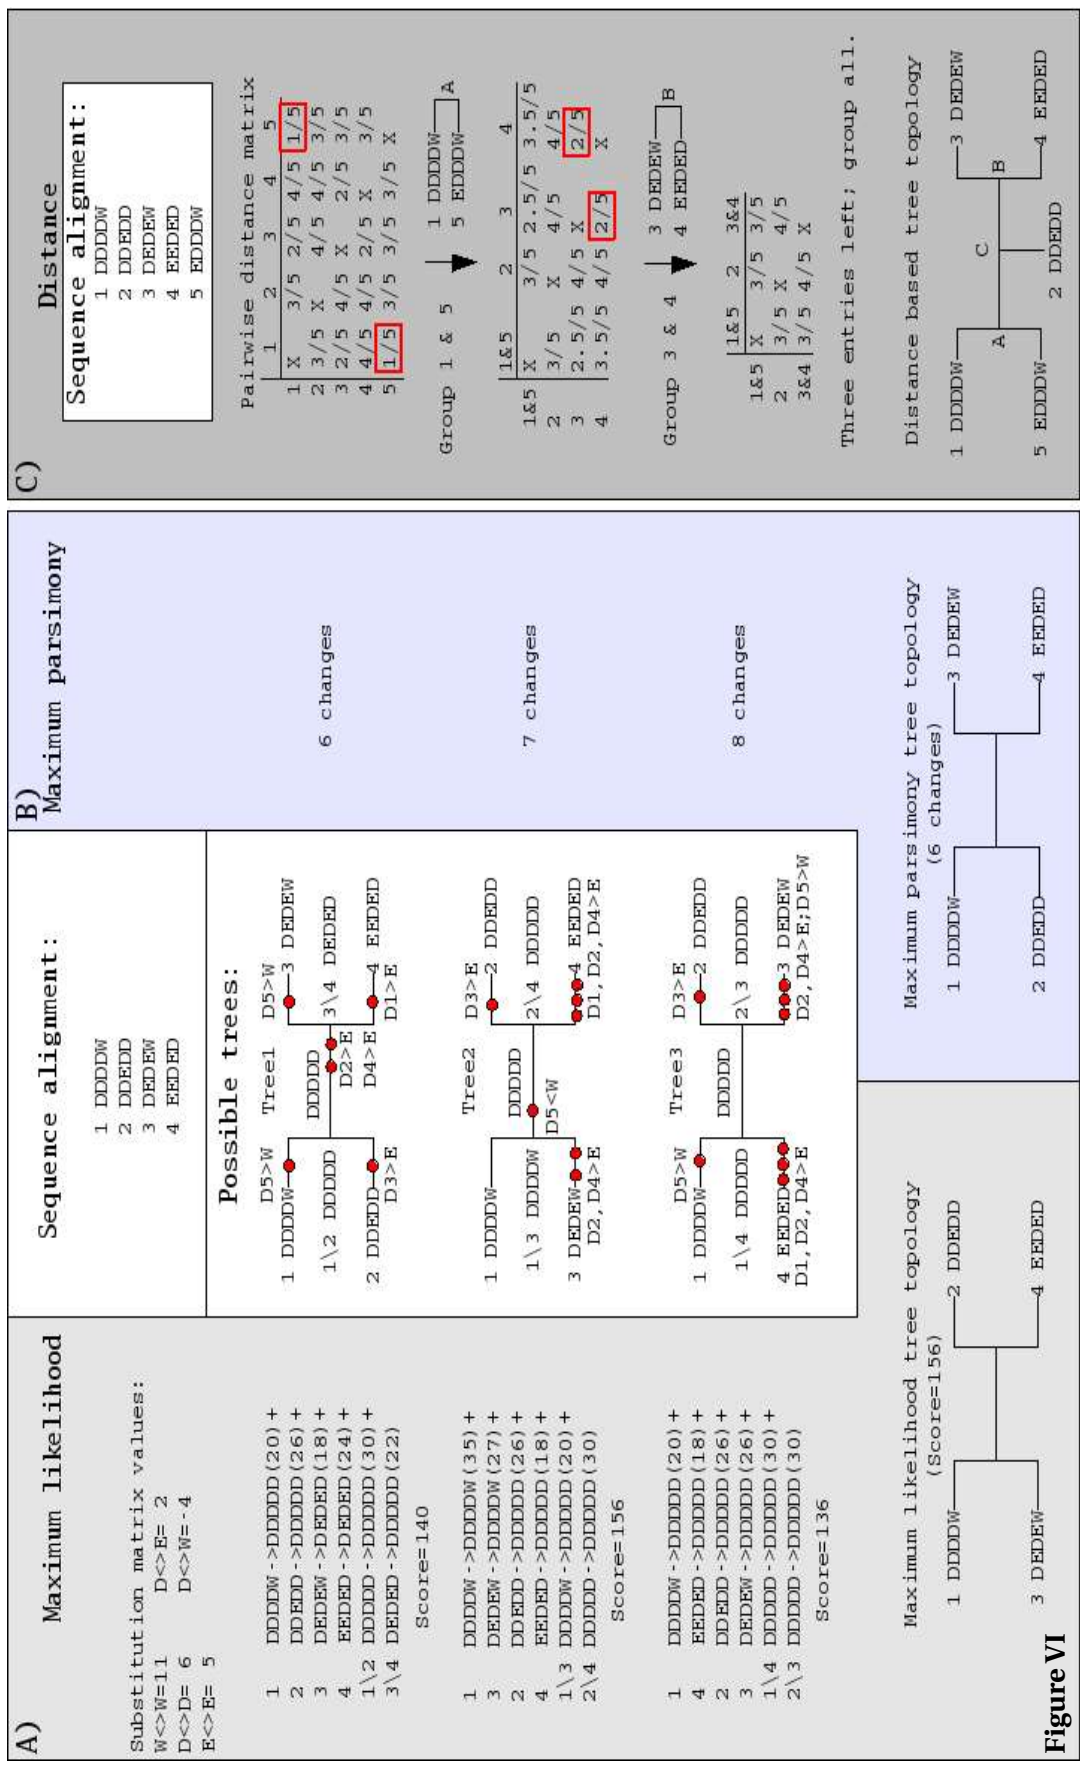 A)
Maximum likelihood
Substitution matrix values:
W<>W=11 D<>E= 2
D<>D= 6 D<>W=-4
E<>E= 5
1 DDDDW->DDDDD(20)+
2 DDEDD->DDDDD(26)+
3 DEDEW->DEDED(18)+
4 EEDED->DEDED(24)+
1\2 DDDDD->DDDDD(30)+
3\4 DEDED->DDDDD(22)
Score=140
1 DDDDW->DDDDW(35)+
3 DEDEW->DDDDW(27)+
2 DDEDD->DDDDD(26)+
4 EEDED->DDDDD(18)+
1\3 DDDDW->DDDDD(20)+
2\4 DDDDD->DDDDD(30)
Score=156
1 DDDDW->DDDDD(20)+
4 EEDED->DDDDD(18)+
2 DDEDD->DDDDD(26)+
3 DEDEW->DDDDD(26)+
1\4 DDDDD->DDDDD(30)+
2\3 DDDDD->DDDDD(30)
Score=136
Maximum likelihood tree topology
(Score=156)
1 DDDDW
2 DDEDD
3 DEDEW
4 EEDED
Sequence alignment:
1 DDDDW
2 DDEDD
3 DEDEW
4 EEDED
Possible trees:
D5>W Tree1 D5>W
1 DDDDW 3 DEDEW
DDDDD
1\2 DDDDD 3\4 DEDED
D2>E
2 DDEDD D4>E 4 EEDED
D3>E D1>E
Tree2 D3>E
1 DDDDW 2 DDEDD
DDDDD
1\3 DDDDW 2\4 DDDDD
D5<W
3 DEDEW 4 EEDED
D2,D4>E D1,D2,D4>E
D5>W Tree3 D3>E
1 DDDDW 2 DDEDD
DDDDD
1\4 DDDDD 2\3 DDDDD
4 EEDED 3 DEDEW
D1,D2,D4>E D2,D4>E;D5>W
B)
Maximum parsimony
6 changes
7 changes
8 changes
Maximum parsimony tree topology
(6 changes)
1 DDDDW 3 DEDEW
2 DDEDD 4 EEDED
C)
Distance
Sequence alignment:
1 DDDDW
2 DDEDD
3 DEDEW
4 EEDED
5 EDDDW
Pairwise distance matrix
1 2 3 4 5
1 X 3/5 2/5 4/5 1/5
2 3/5 X 4/5 4/5 3/5
3 2/5 4/5 X 2/5 3/5
4 4/5 4/5 2/5 X 3/5
5 1/5 3/5 3/5 3/5 X
Group 1 & 5
1 DDDDW
A
5 EDDDW
1&5 2 3 4
1&5 X 3/5 2.5/5 3.5/5
2 3/5 X 4/5 4/5
3 2.5/5 4/5 X 2/5
4 3.5/5 4/5 2/5 X
Group 3 & 4
3 DEDEW
B
4 EEDED
1&5 2 3&4
1&5 X 3/5 3/5
2 3/5 X 4/5
3&4 3/5 4/5 X
Three entries left; group all.
Distance based tree topology
1 DDDDW 3 DEDEW
C
A B
5 EDDDW 4 EEDED
2 DDEDD
Figure VI